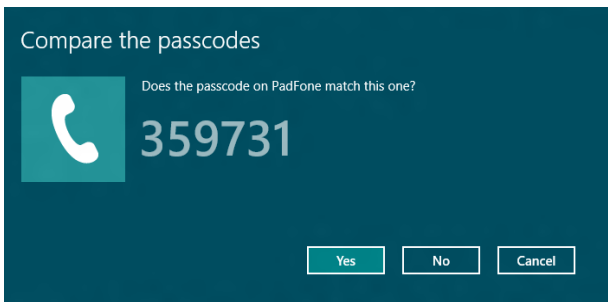 Compare the passcodes
Does the passcode on PadFone match this one?
359731
Yes No Cancel